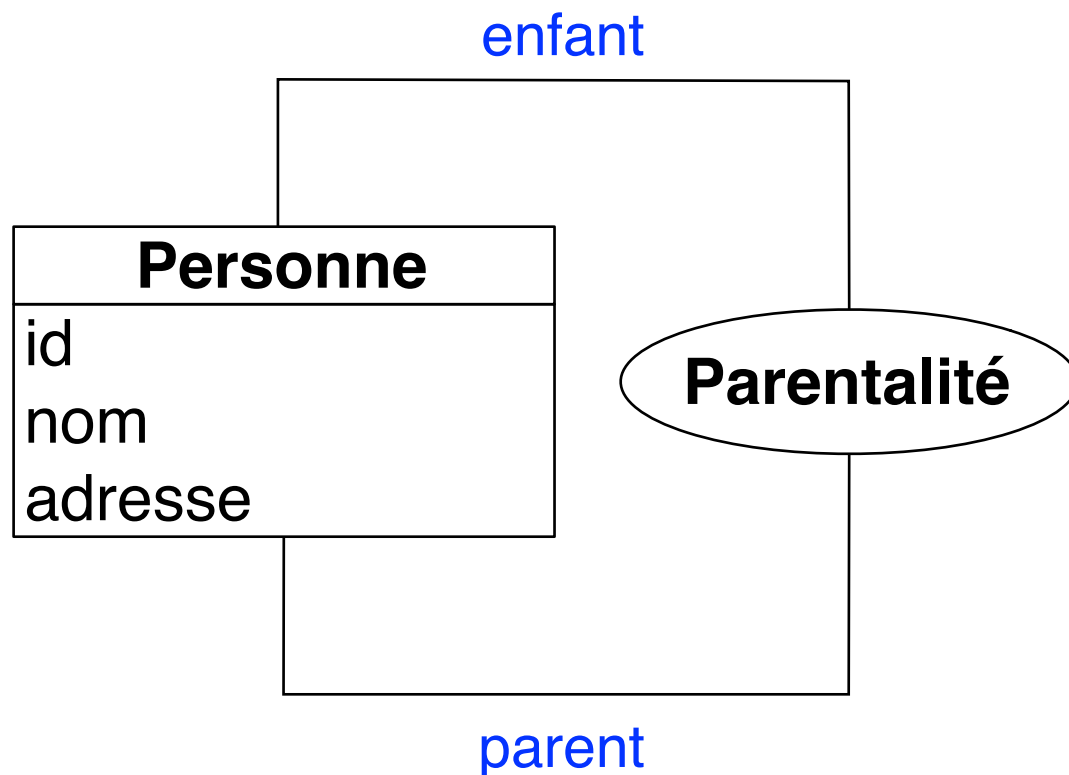 enfant
Personne
id
nom
adresse
Parentalité
parent